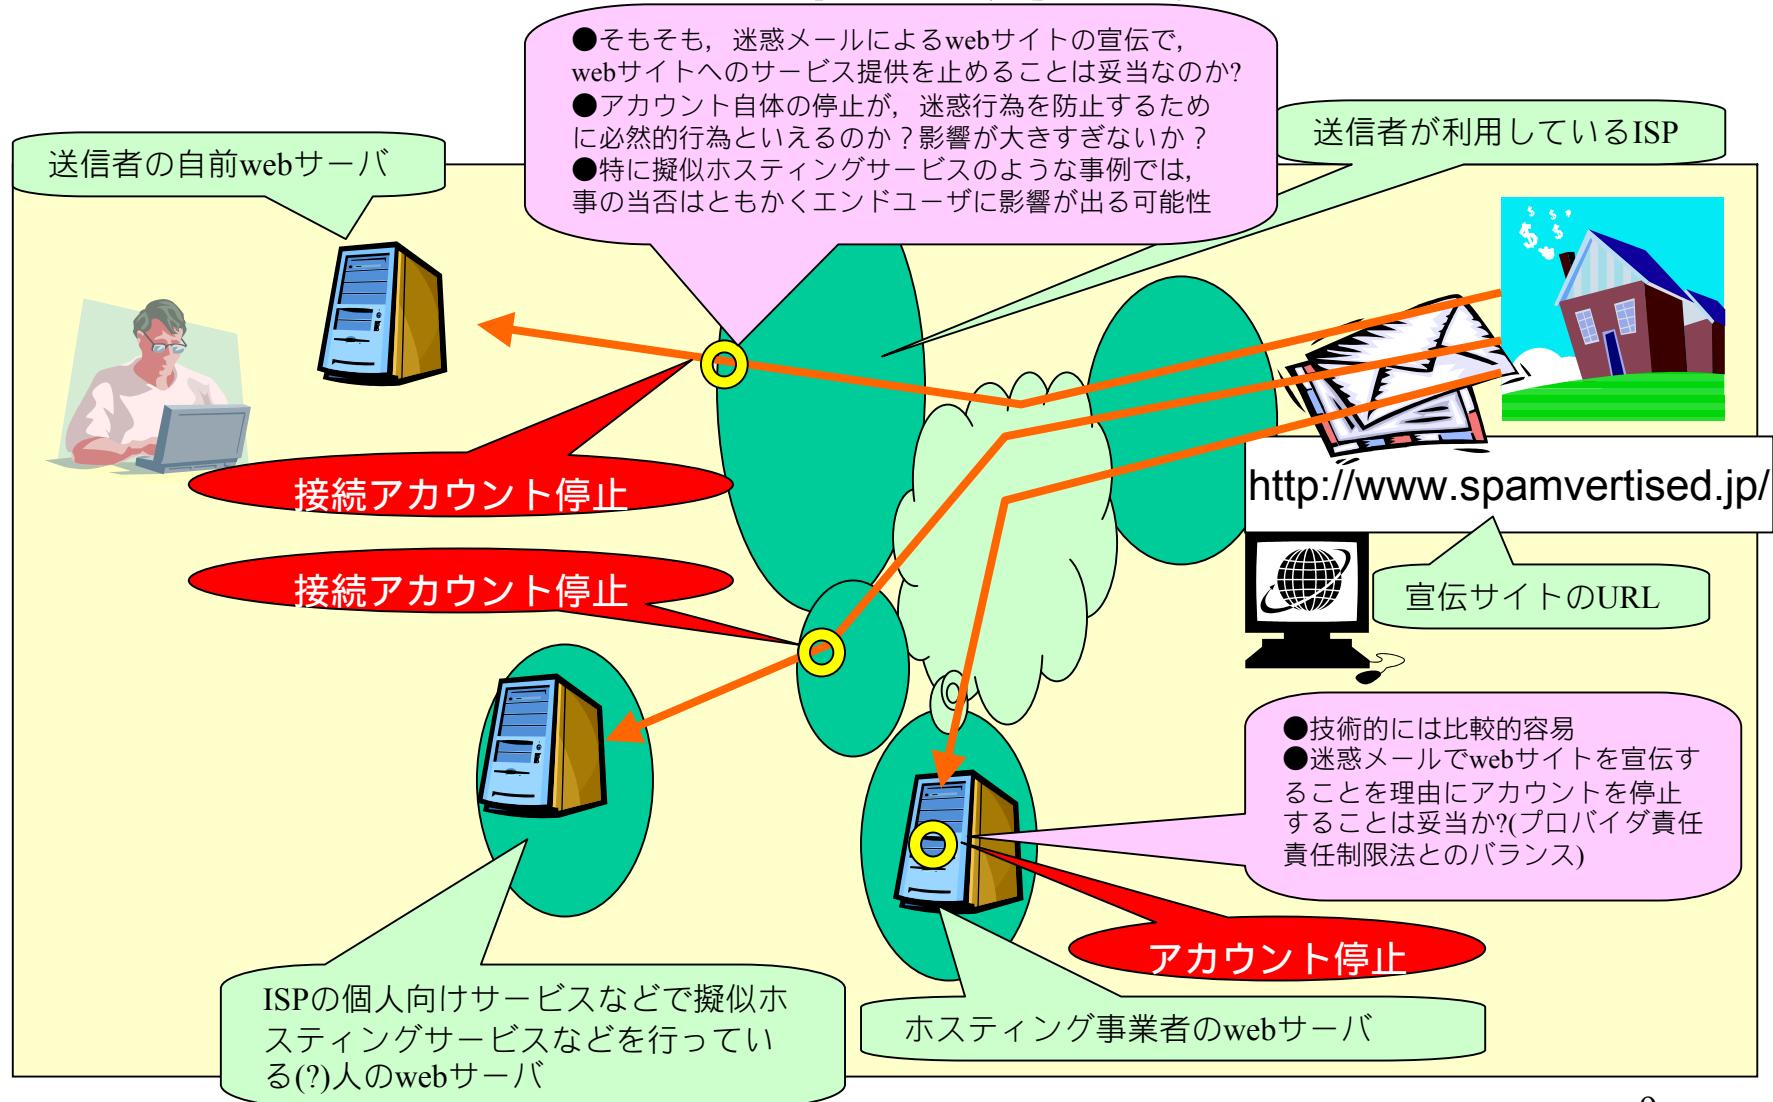 ●そもそも，迷惑メールによるwebサイトの宣伝で，
webサイトへのサービス提供を止めることは妥当なのか?
●アカウント自体の停止が，迷惑行為を防止するため
に必然的行為といえるのか？影響が大きすぎないか？
●特に擬似ホスティングサービスのような事例では，
事の当否はともかくエンドユーザに影響が出る可能性
送信者の自前webサーバ
送信者が利用しているISP
接続アカウント停止
http://www.spamvertised.jp/
接続アカウント停止
宣伝サイトのURL
●技術的には比較的容易
●迷惑メールでwebサイトを宣伝す
ることを理由にアカウントを停止
することは妥当か?(プロバイダ責任
責任制限法とのバランス)
アカウント停止
ISPの個人向けサービスなどで擬似ホ
スティングサービスなどを行ってい
る(?)人のwebサーバ
ホスティング事業者のwebサーバ